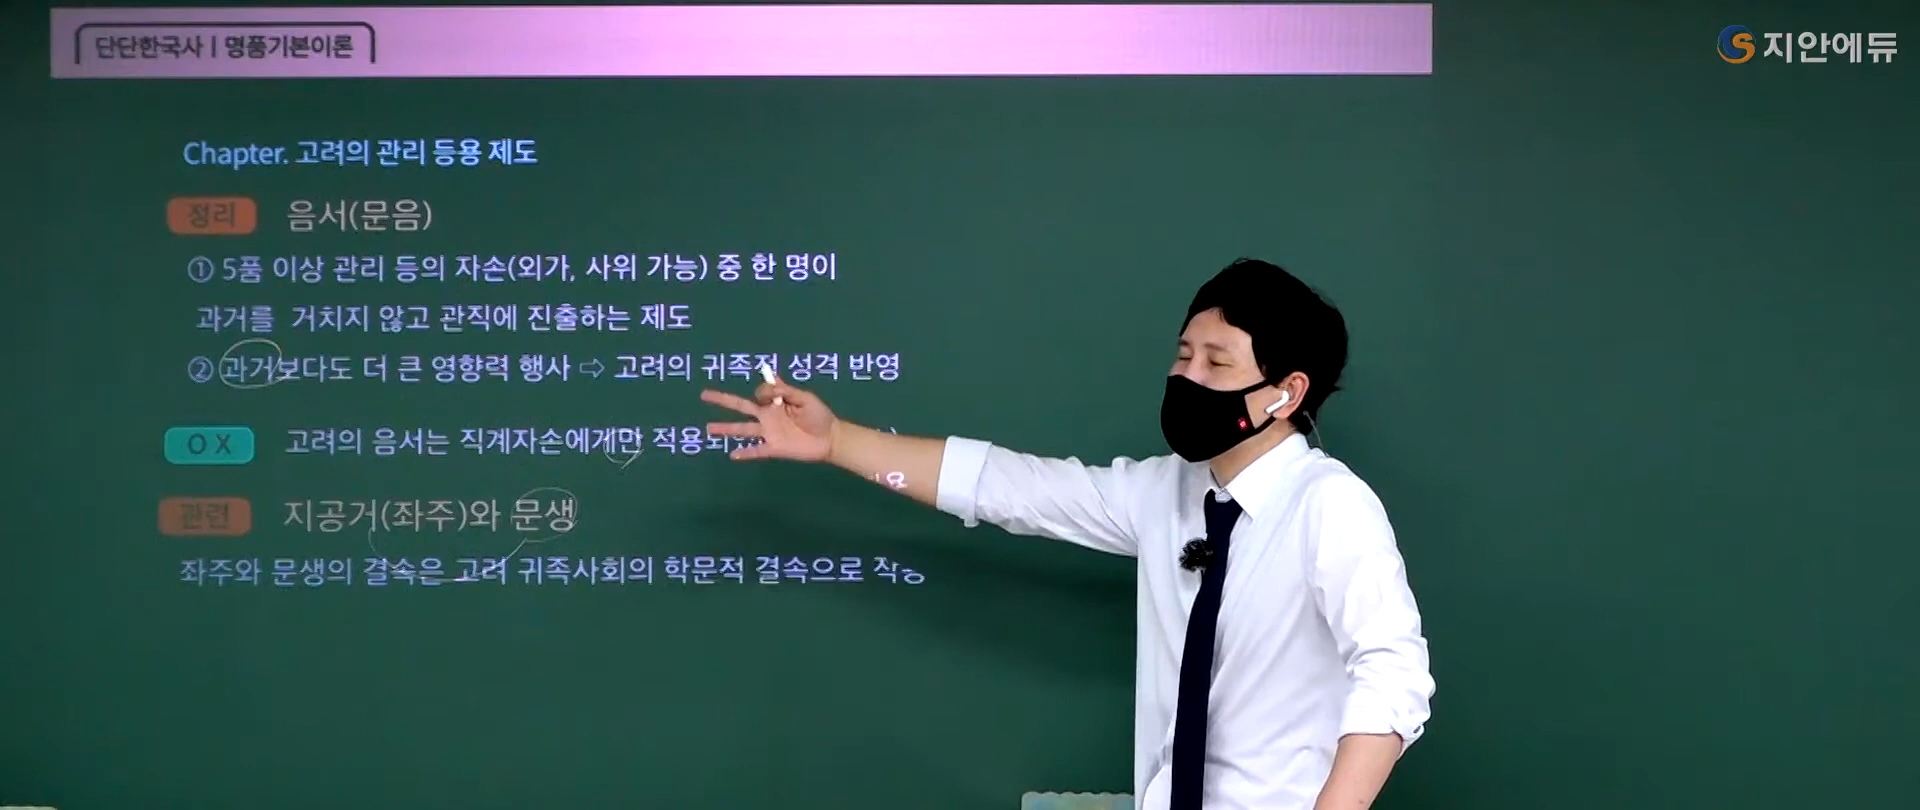 단단한국사 | 명품기본이론
지안에듀
Chapter. 고려의 관리 등용 제도
정리 음서(문음)
① 5품 이상 관리 등의 자손(외가, 사위 가능) 중 한 명이
과거를 거치지 않고 관직에 진출하는 제도
② 과거보다도 더 큰 영향력 행사 ⇨ 고려의 귀족적 성격 반영
O X 고려의 음서는 직계자손에게만
관련 지공거(좌주)와 문생
좌주와 문생의 결속은 고려 귀족사회의 학문적 결속으로